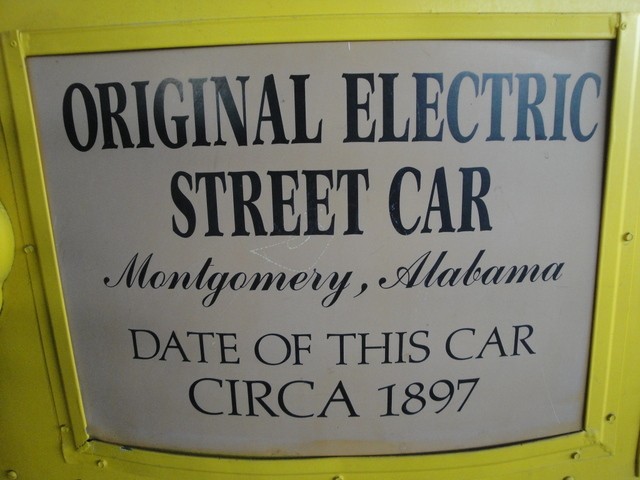 ORIGINAL ELECTRIC
STREET CAR
Montgomery, Alabama
DATE OF THIS CAR
CIRCA 1897